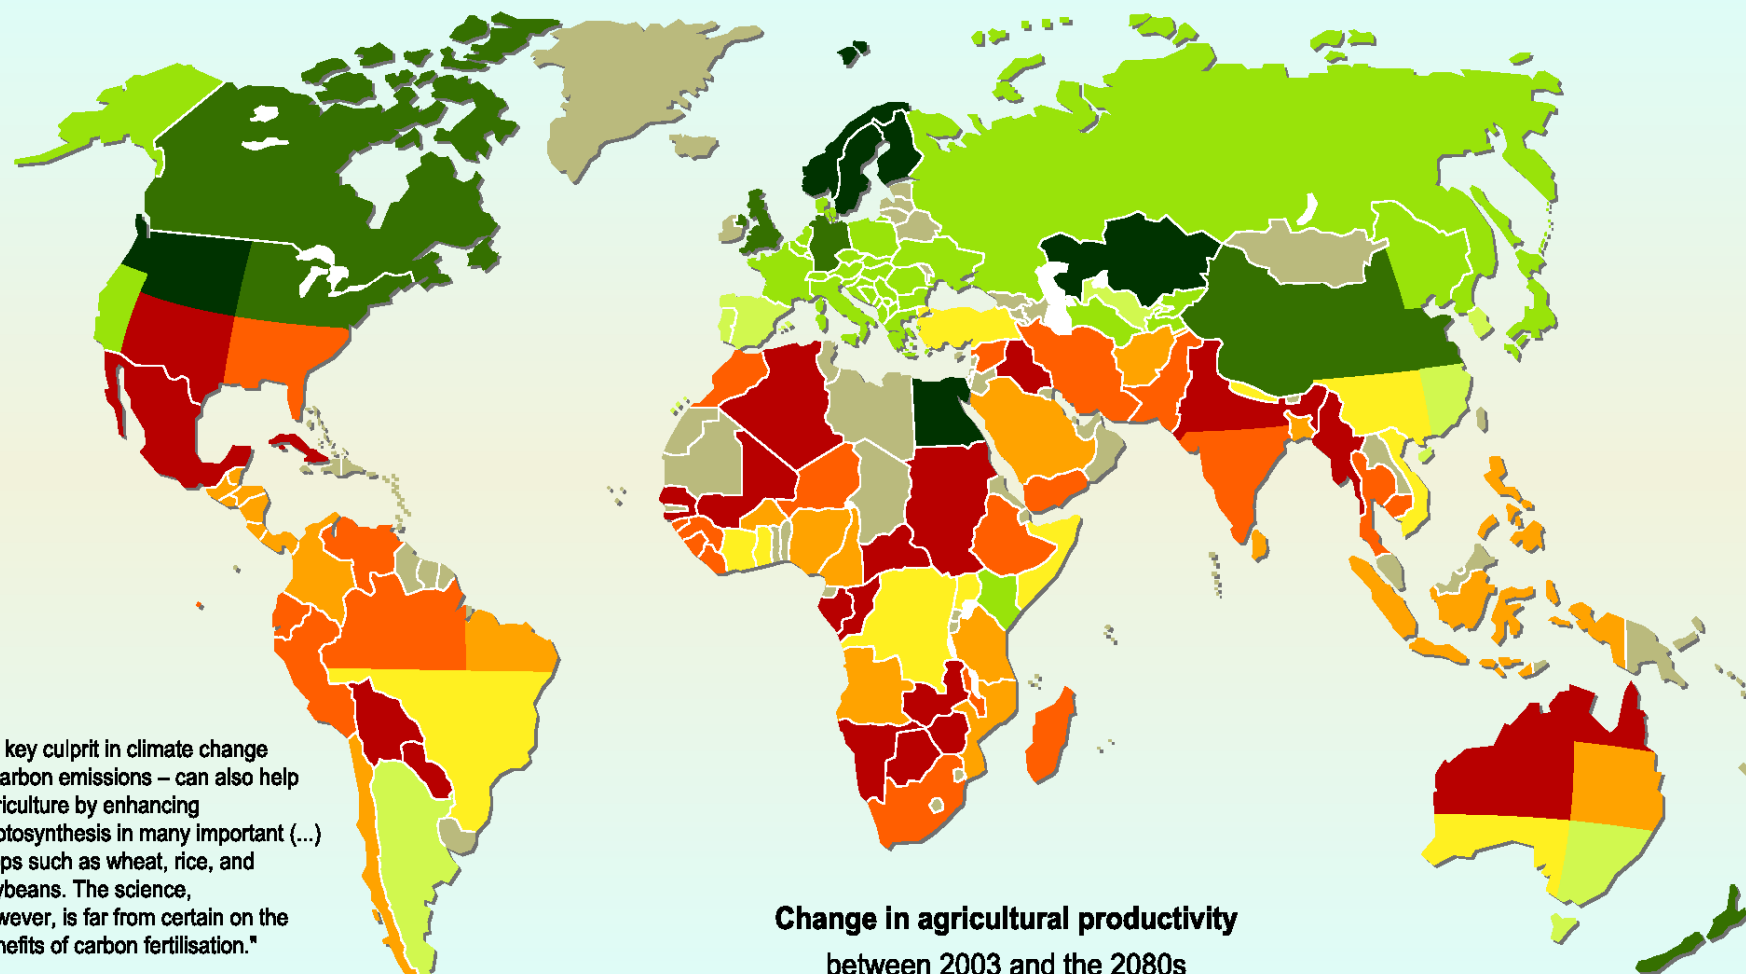 key culprit in climate change
arbon emissions – can also help
riculture by enhancing
otosynthesis in many important (...)
ps such as wheat, rice, and
ybeans. The science,
wever, is far from certain on the
nefits of carbon fertilisation."
Change in agricultural productivity
between 2003 and the 2080s